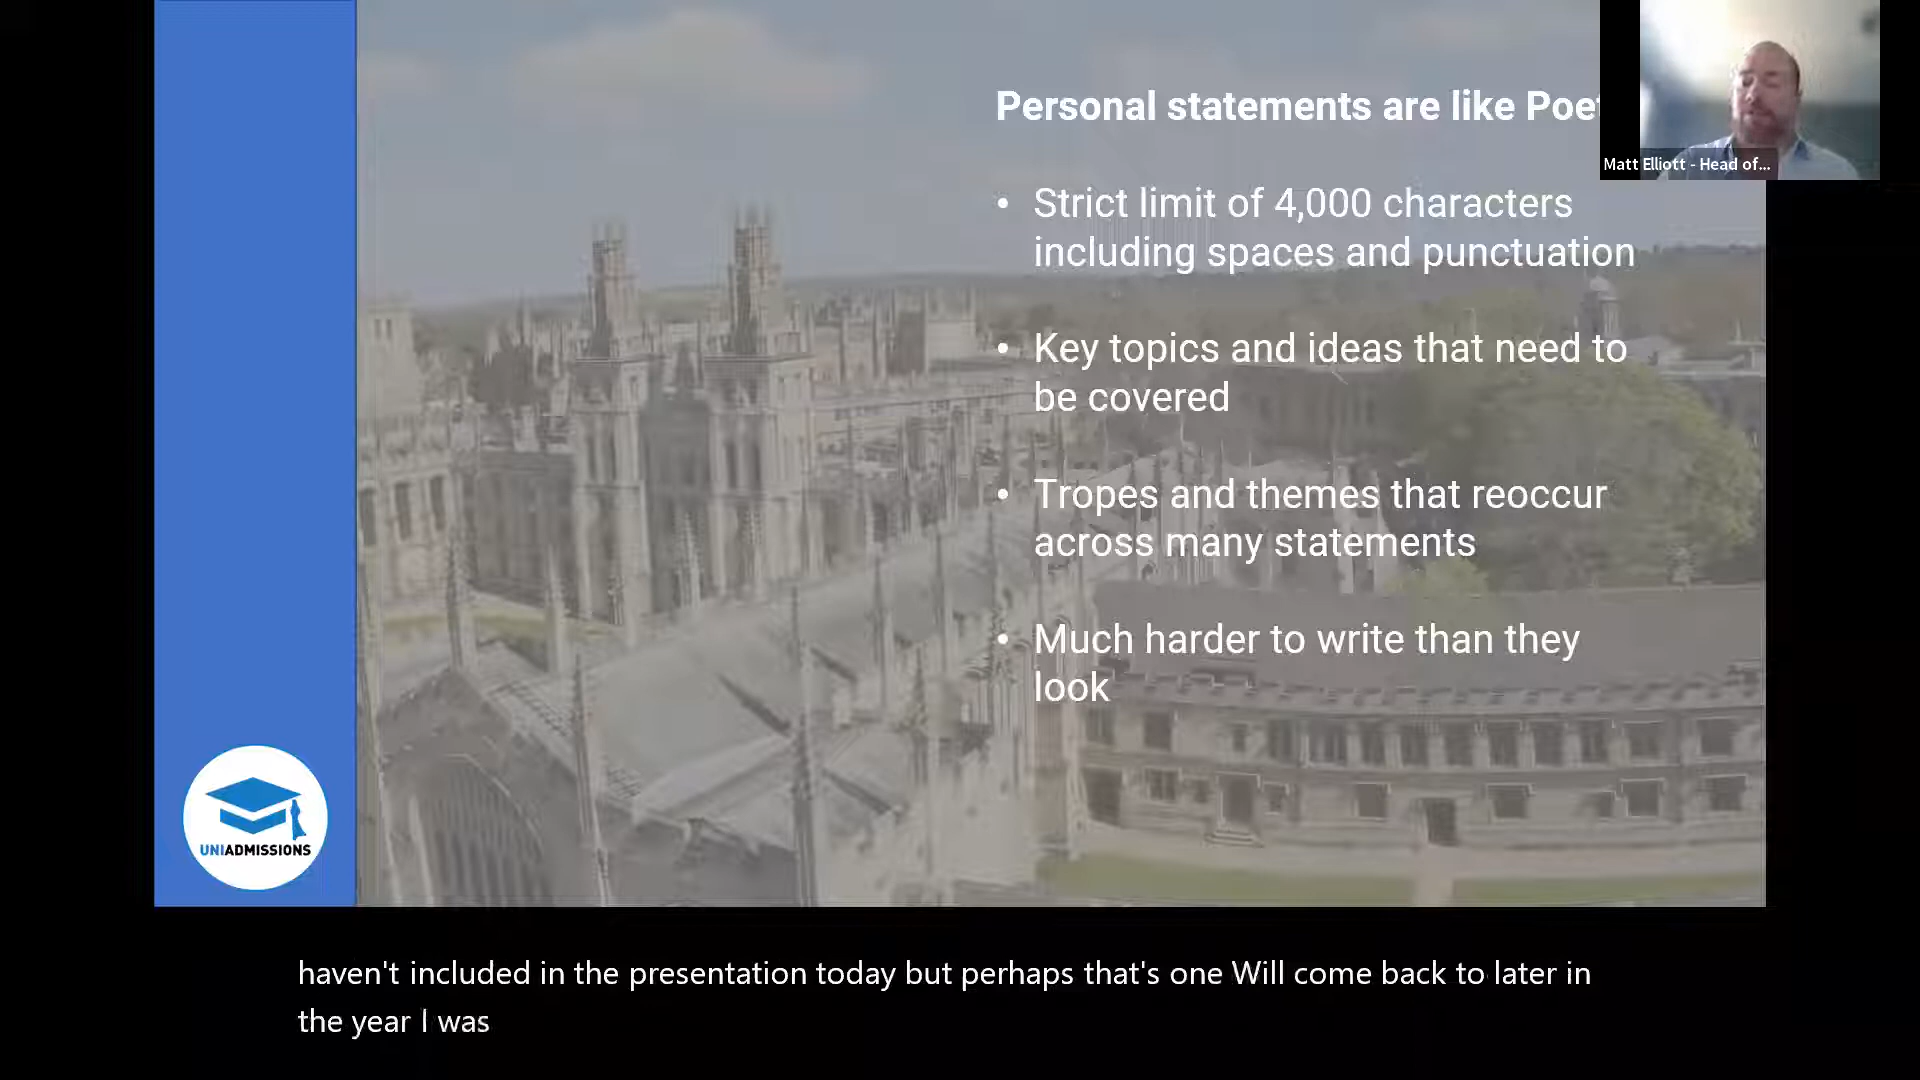 Personal statements are like
Matt Elliott - Head of...
• Strict limit of 4,000 characters
including spaces and punctuation
• Key topics and ideas that need to
be covered
• Tropes and themes that reoccur
across many statements
• Much harder to write than they
look
UNIADMISSIONS
haven't included in the presentation today but perhaps that's one Will come back to later in
the year I was